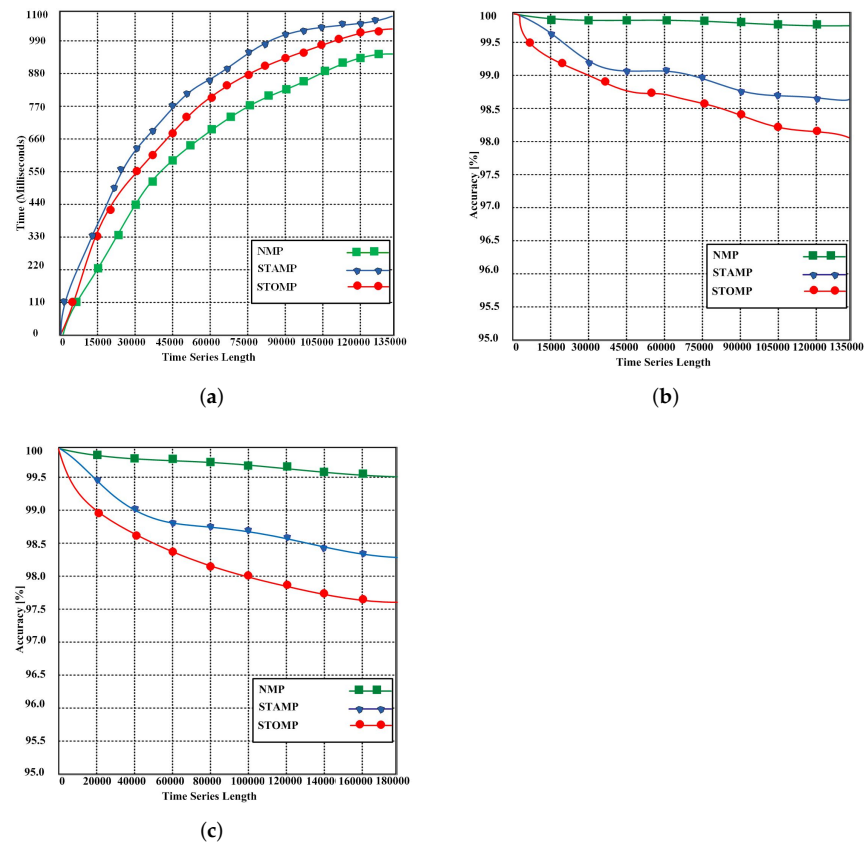 1100
990
880
770
660
550
440
330
220
110
0
Time (Milliseconds)
NMP
STAMP
STOMP
0 15000 30000 45000 60000 75000 90000 105000 120000 135000
Time Series Length
(a)
100
99.5
99.0
98.5
98.0
97.5
97.0
96.5
96.0
95.5
95.0
Accuracy [%]
NMP
STAMP
STOMP
0 15000 30000 45000 60000 75000 90000 105000 120000 135000
Time Series Length
(b)
100
99.5
99.0
98.5
98.0
97.5
97.0
96.5
96.0
95.5
95.0
Accuracy [%]
NMP
STAMP
STOMP
0 20000 40000 60000 80000 100000 120000 140000 160000 180000
Time Series Length
(c)